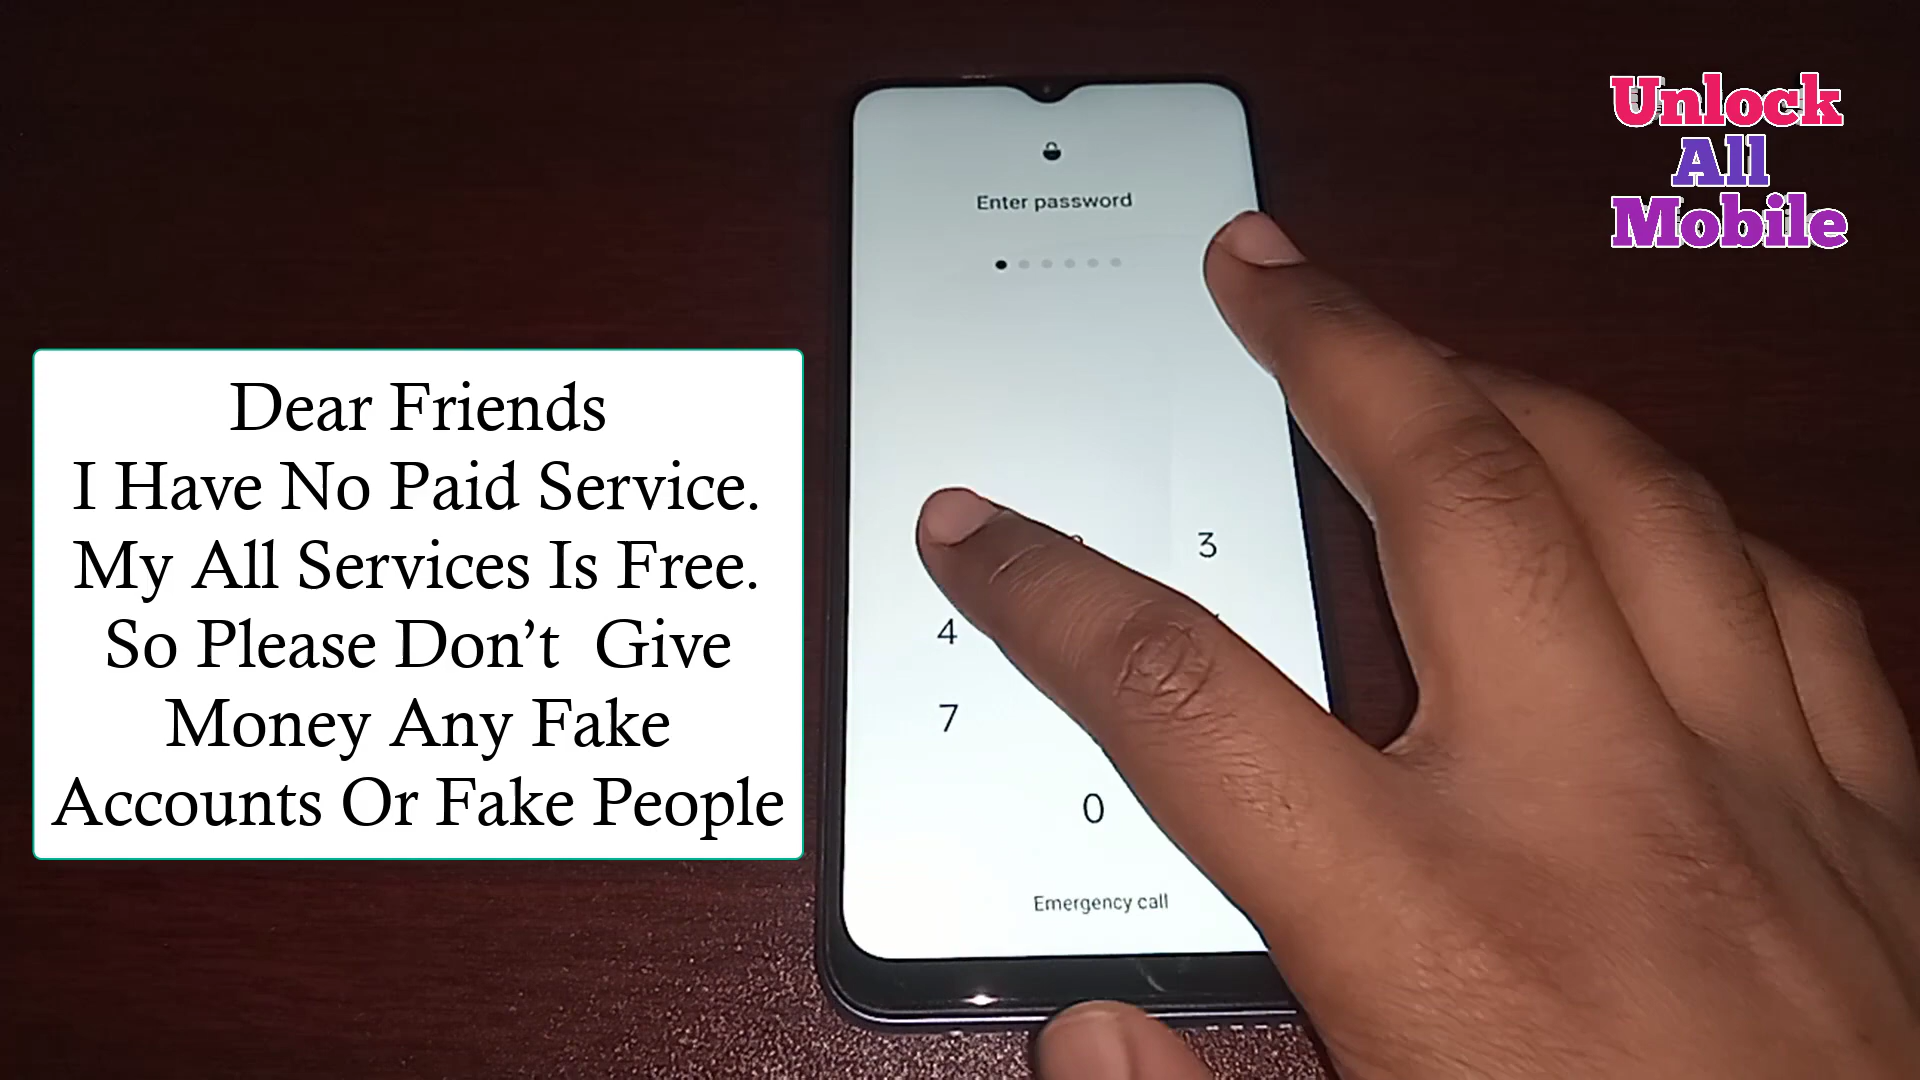 Unlock
All
Mobile
Enter password
Dear Friends
I Have No Paid Service.
My All Services Is Free.
So Please Don't  Give
Money Any Fake
Accounts Or Fake People
3
4
7
0
Emergency call